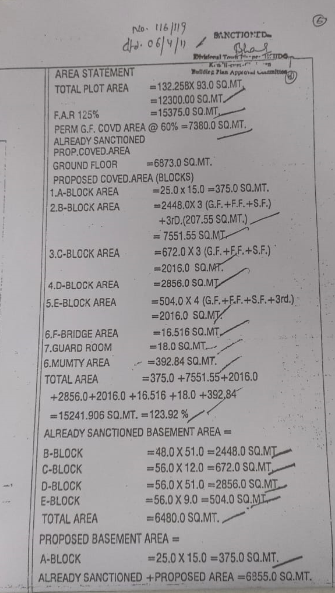 No. 116/119
dtd. 06/4/11
SANCTIONED
Building Plan Approval Committee
AREA STATEMENT
TOTAL PLOT AREA =132.258X 93.0 SQ.MT.
=12300.00 SQ.MT.
F.A.R 125% =15375.0 SQ.MT.
PERM G.F. COVD AREA @ 60% =7380.0 SQ.MT.
ALREADY SANCTIONED
PROP.COVED.AREA
GROUND FLOOR =6873.0 SQ.MT.
PROPOSED COVED.AREA (BLOCKS)
1.A-BLOCK AREA =25.0 x 15.0 =375.0 SQ.MT.
2.B-BLOCK AREA =2448.0X 3 (G.F.+F.F.+S.F.)
+3RD.(207.55 SQ.MT.)
= 7551.55 SQ.MT.
3.C-BLOCK AREA =672.0 X 3 (G.F.+F.F.+S.F.)
=2016.0 SQ.MT.
4.D-BLOCK AREA =2856.0 SQ.MT.
5.E-BLOCK AREA =504.0 X 4 (G.F.+F.F.+S.F.+3rd.)
=2016.0 SQ.MT.
6.F-BRIDGE AREA =16.516 SQ.MT.
7.GUARD ROOM =18.0 SQ.MT.
6.MUMTY AREA =392.84 SQ.MT.
TOTAL AREA =375.0 +7551.55+2016.0
+2856.0+2016.0 +16.516 +18.0 +392.84
=15241.906 SQ.MT. =123.92 %
ALREADY SANCTIONED BASEMENT AREA =
B-BLOCK =48.0 X 51.0 =2448.0 SQ.MT.
C-BLOCK =56.0 X 12.0 =672.0 SQ.MT.
D-BLOCK =56.0 X 51.0 =2856.0 SQ.MT.
E-BLOCK =56.0 X 9.0 =504.0 SQ.MT.
TOTAL AREA =6480.0 SQ.MT.
PROPOSED BASEMENT AREA =
A-BLOCK =25.0 X 15.0 =375.0 SQ.MT.
ALREADY SANCTIONED +PROPOSED AREA =6855.0 SQ.MT.